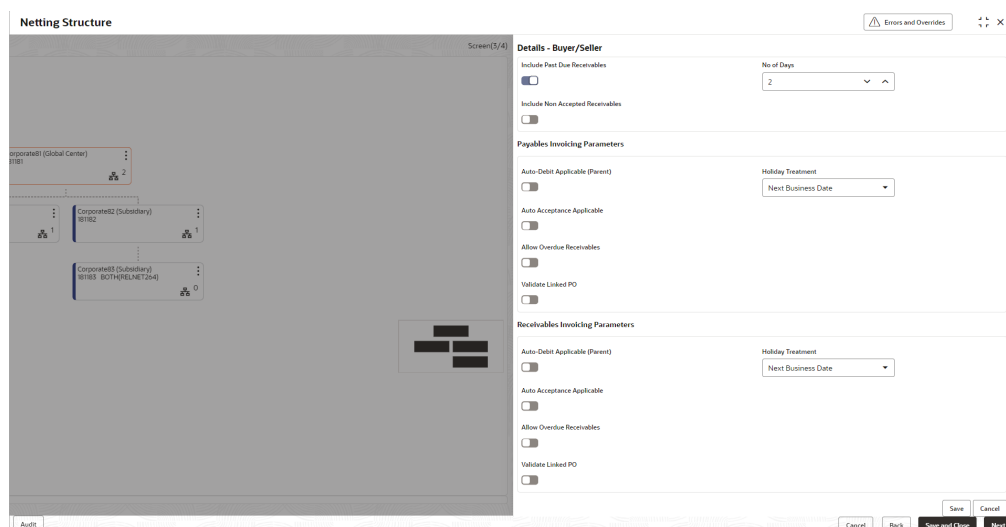 Netting Structure
Errors and Overrides
Screen(3/4)
Details - Buyer/Seller
Include Past Due Receivables
No of Days
2
Include Non Accepted Receivables
Payables Invoicing Parameters
Auto-Debit Applicable (Parent)
Holiday Treatment
Next Business Date
Auto Acceptance Applicable
Allow Overdue Receivables
Validate Linked PO
Receivables Invoicing Parameters
Auto-Debit Applicable (Parent)
Holiday Treatment
Next Business Date
Auto Acceptance Applicable
Allow Overdue Receivables
Validate Linked PO
Save
Cancel
orporate81 (Global Center)
81181
2
1
Corporate82 (Subsidiary)
181182
1
Corporate83 (Subsidiary)
181183 BOTH(RELNET264)
0
Audit
Cancel
Back
Save and Close
Next